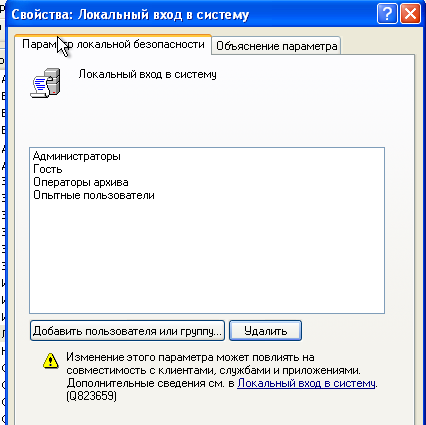 Свойства: Локальный вход в систему
Параметр локальной безопасности
Объяснение параметра
Локальный вход в систему
Администраторы
Гость
Операторы архива
Опытные пользователи
Добавить пользователя или группу...
Удалить
Изменение этого параметра может повлиять на
совместимость с клиентами, службами и приложениями.
Дополнительные сведения см. в Локальный вход в систему.
(Q823659)